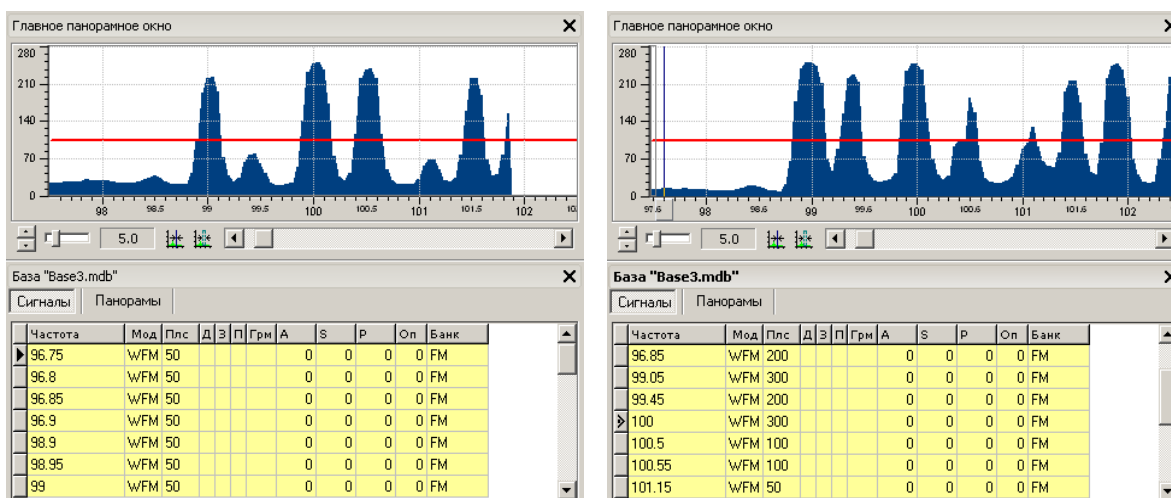 Главное панорамное окно
280
210
140
70
0
98 98.5 99 99.5 100 100.5 101 101.5 102 10
5.0
База "Base3.mdb"
Сигналы Панорамы
Частота Мод Плс Д З П Грм A S P Оп Банк
96.75 WFM 50 0 0 0 0 FM
96.8 WFM 50 0 0 0 0 FM
96.85 WFM 50 0 0 0 0 FM
96.9 WFM 50 0 0 0 0 FM
98.9 WFM 50 0 0 0 0 FM
98.95 WFM 50 0 0 0 0 FM
99 WFM 50 0 0 0 0 FM
Главное панорамное окно
280
210
140
70
0
97.6 98 98.6 99 99.6 100 100.6 101 101.6 102
5.0
База "Base3.mdb"
Сигналы Панорамы
Частота Мод Плс Д З П Грм A S P Оп Банк
96.85 WFM 200 0 0 0 0 FM
99.05 WFM 300 0 0 0 0 FM
99.45 WFM 200 0 0 0 0 FM
100 WFM 300 0 0 0 0 FM
100.5 WFM 100 0 0 0 0 FM
100.55 WFM 100 0 0 0 0 FM
101.15 WFM 50 0 0 0 0 FM